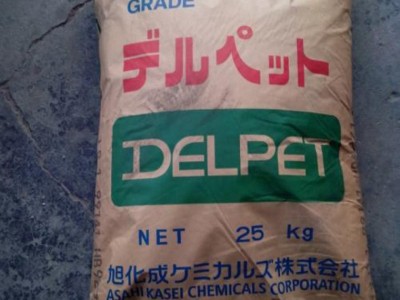 GRADE
デルペット
DELPET
NET 25 kg
旭化成ケミカルズ株式会社
ASAHI KASEI CHEMICALS CORPORATION